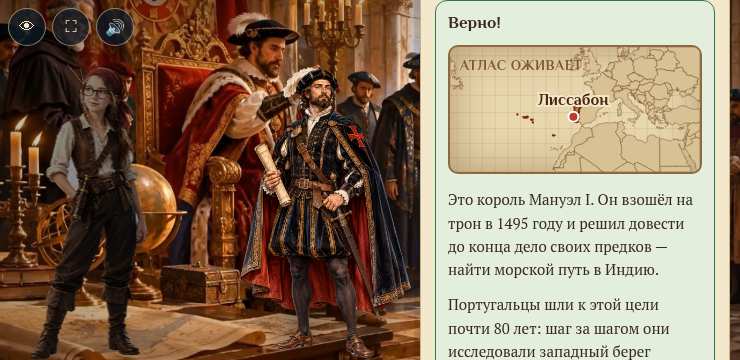 Верно!
АТЛАС ОЖИВАЕТ
Лиссабон
Это король Мануэл I. Он взошёл на
трон в 1495 году и решил довести
до конца дело своих предков —
найти морской путь в Индию.
Португальцы шли к этой цели
почти 80 лет: шаг за шагом они
исследовали западный берег